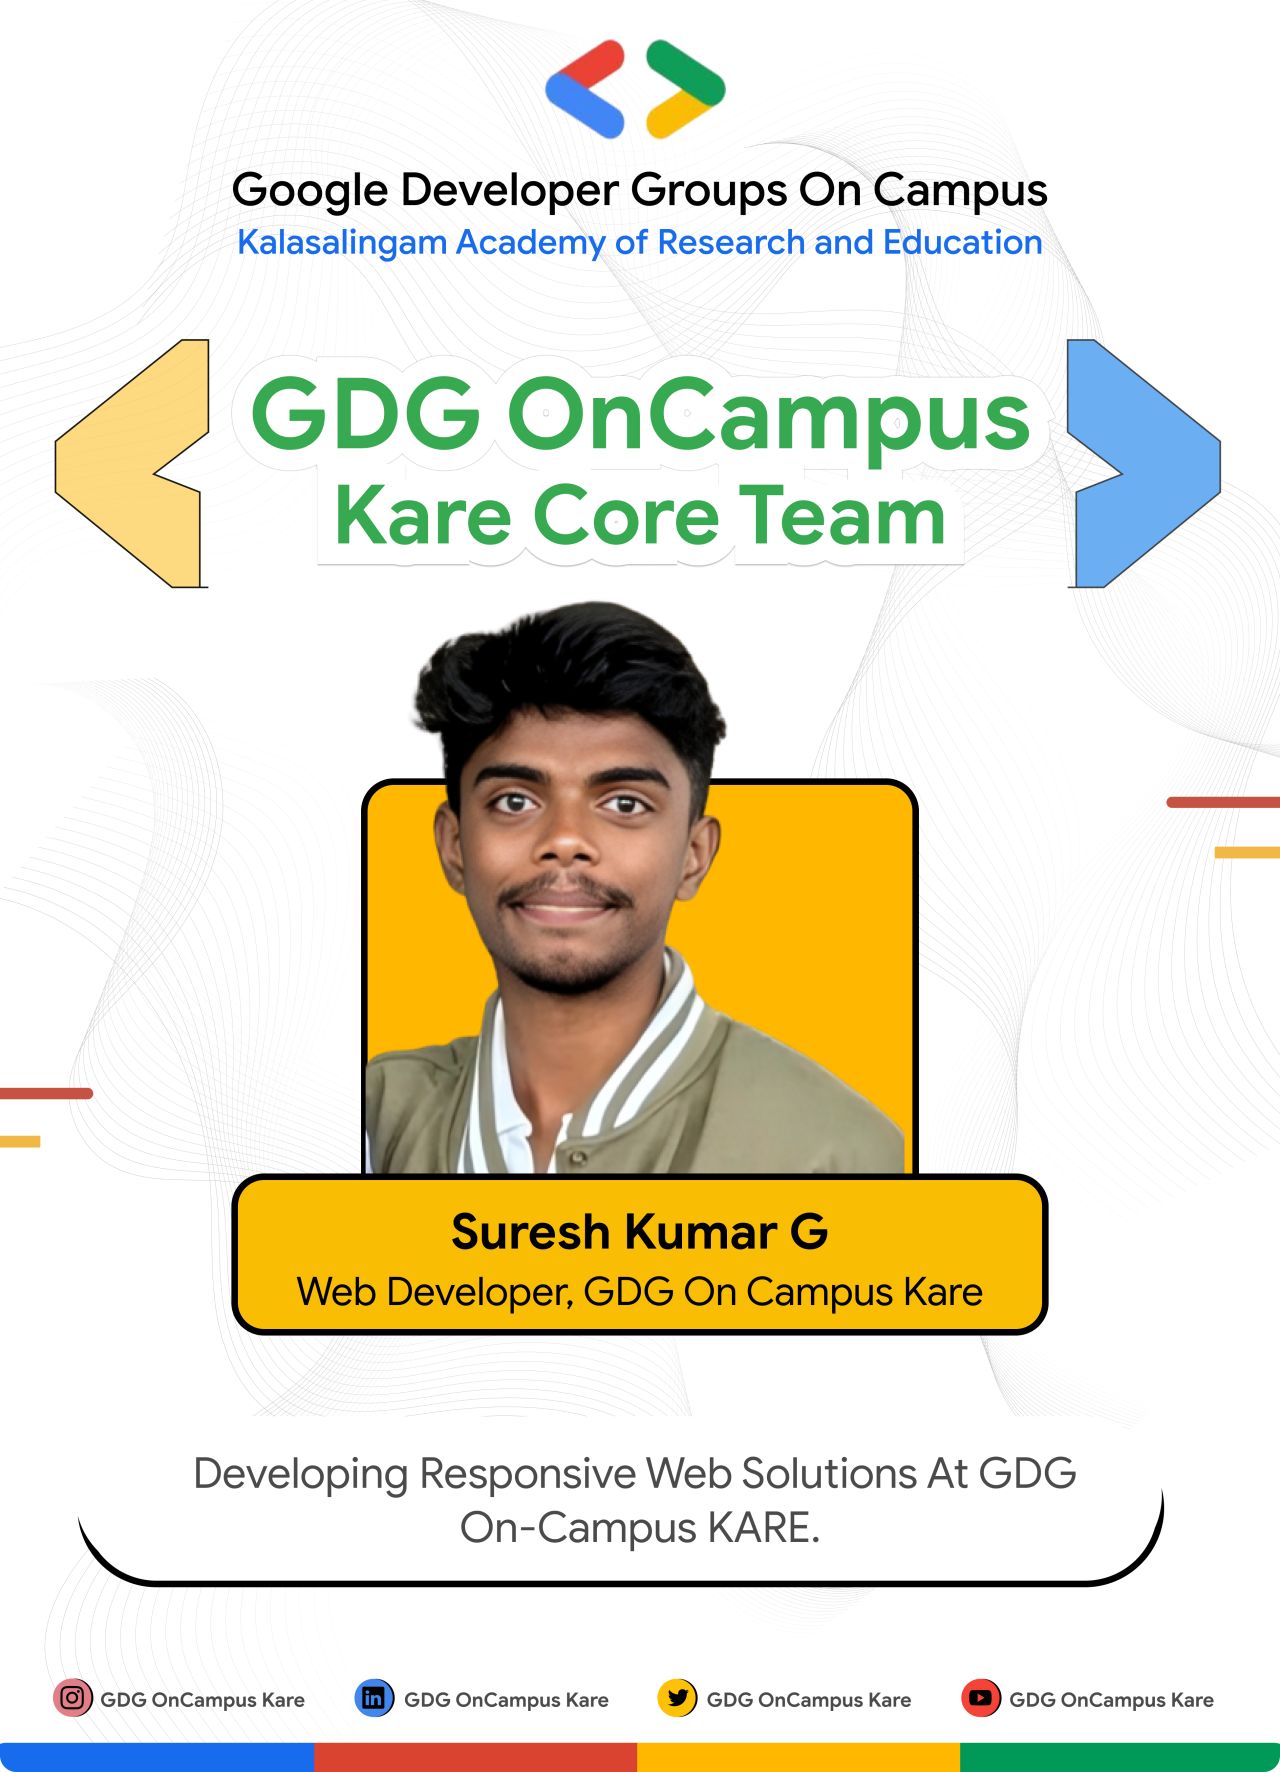 Google Developer Groups On Campus
Kalasalingam Academy of Research and Education
GDG OnCampus
Kare Core Team
Suresh Kumar G
Web Developer, GDG On Campus Kare
Developing Responsive Web Solutions At GDG
On-Campus KARE.
GDG OnCampus Kare
GDG OnCampus Kare
GDG OnCampus Kare
GDG OnCampus Kare